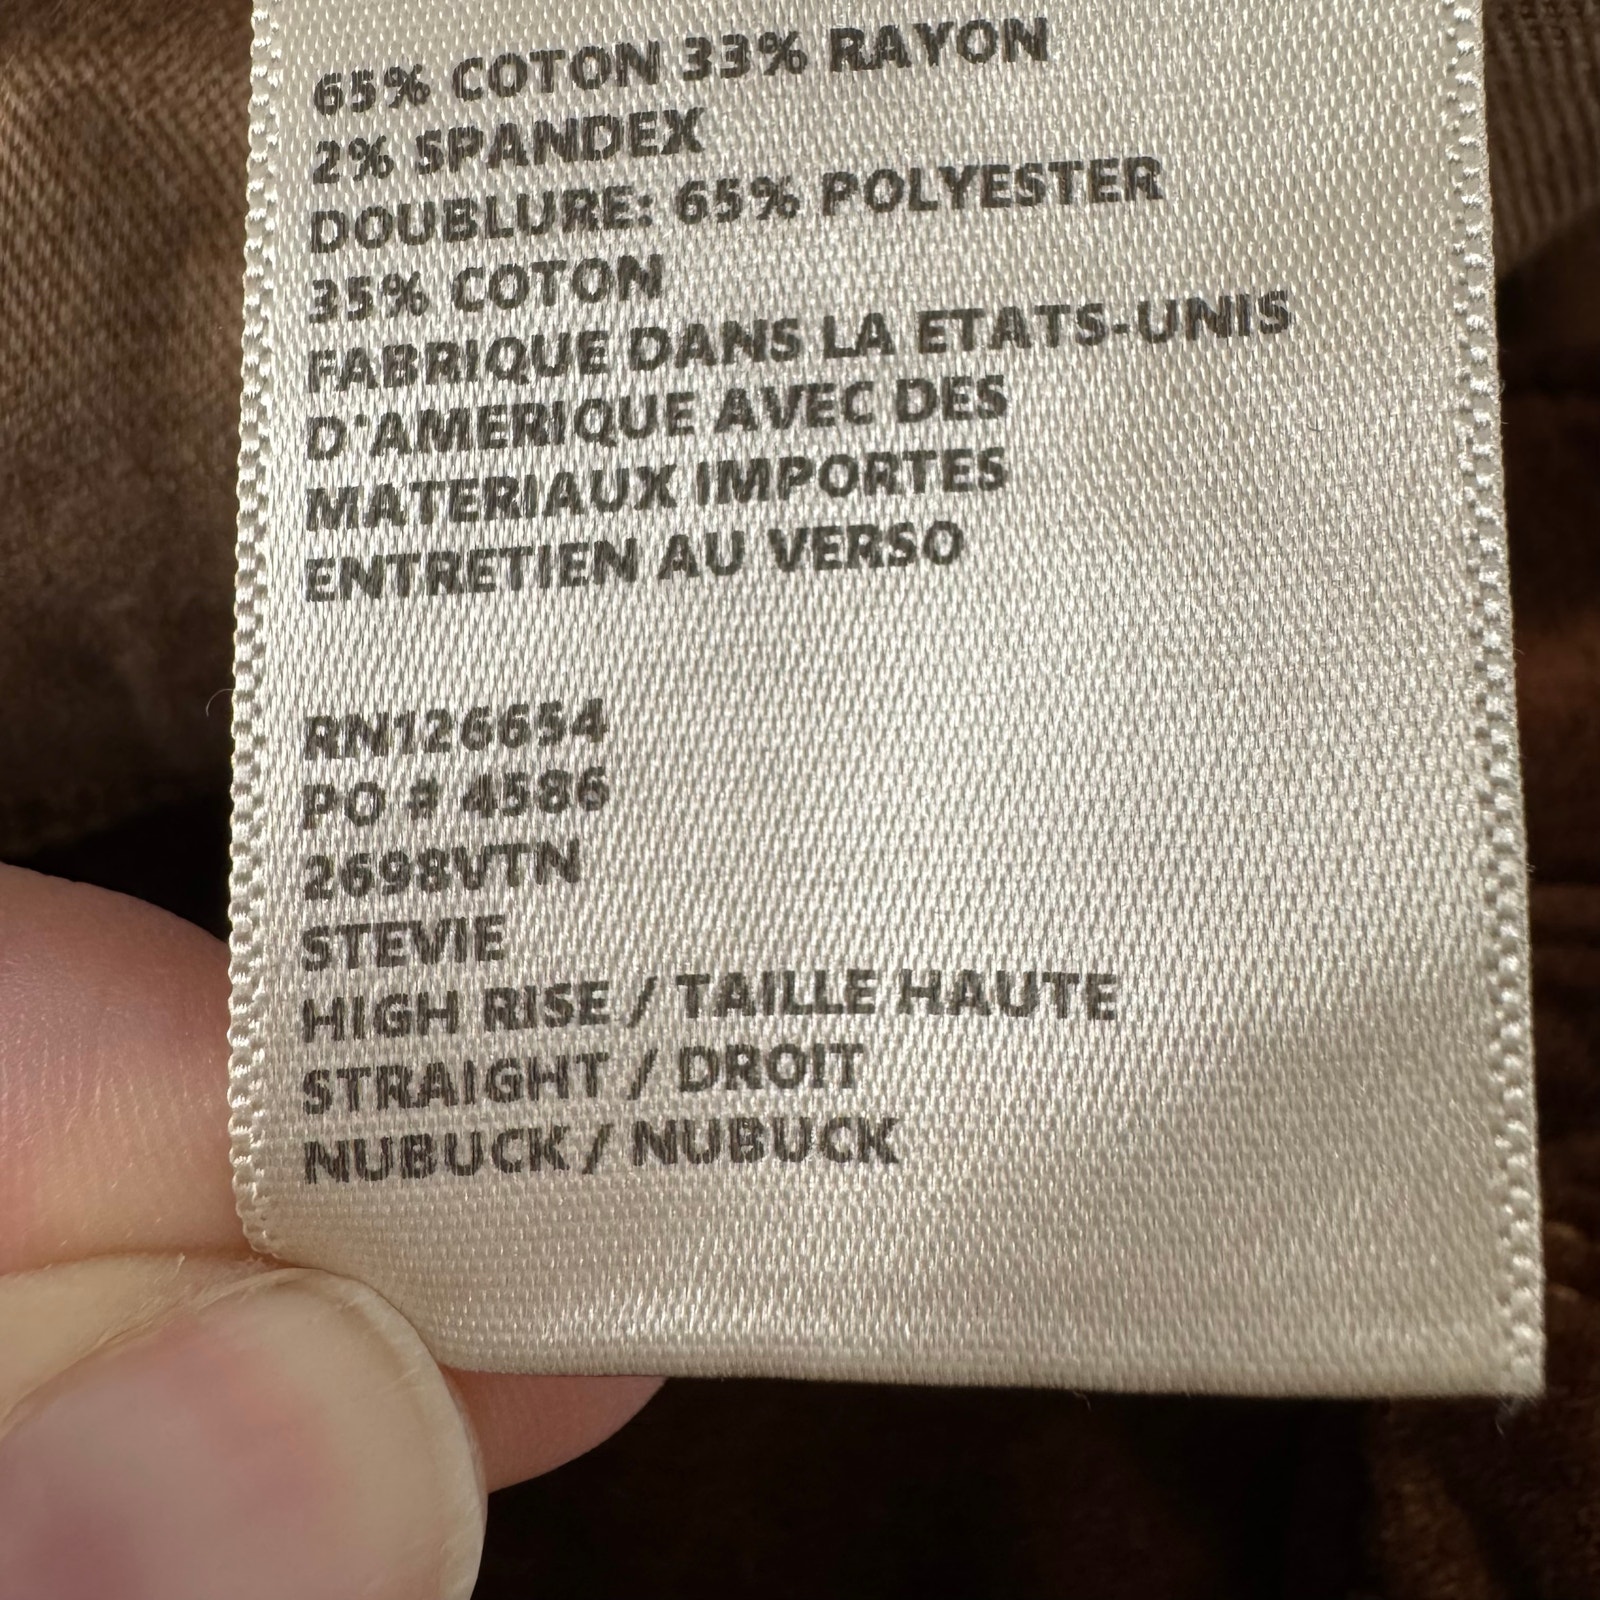 65% COTON 33% RAYON
2% SPANDEX
DOUBLURE: 65% POLYESTER
35% COTON
FABRIQUE DANS LA ETATS-UNIS
D'AMERIQUE AVEC DES
MATERIAUX IMPORTES
ENTRETIEN AU VERSO
RN126654
PO # 4586
2698VTN
STEVIE
HIGH RISE / TAILLE HAUTE
STRAIGHT / DROIT
NUBUCK / NUBUCK